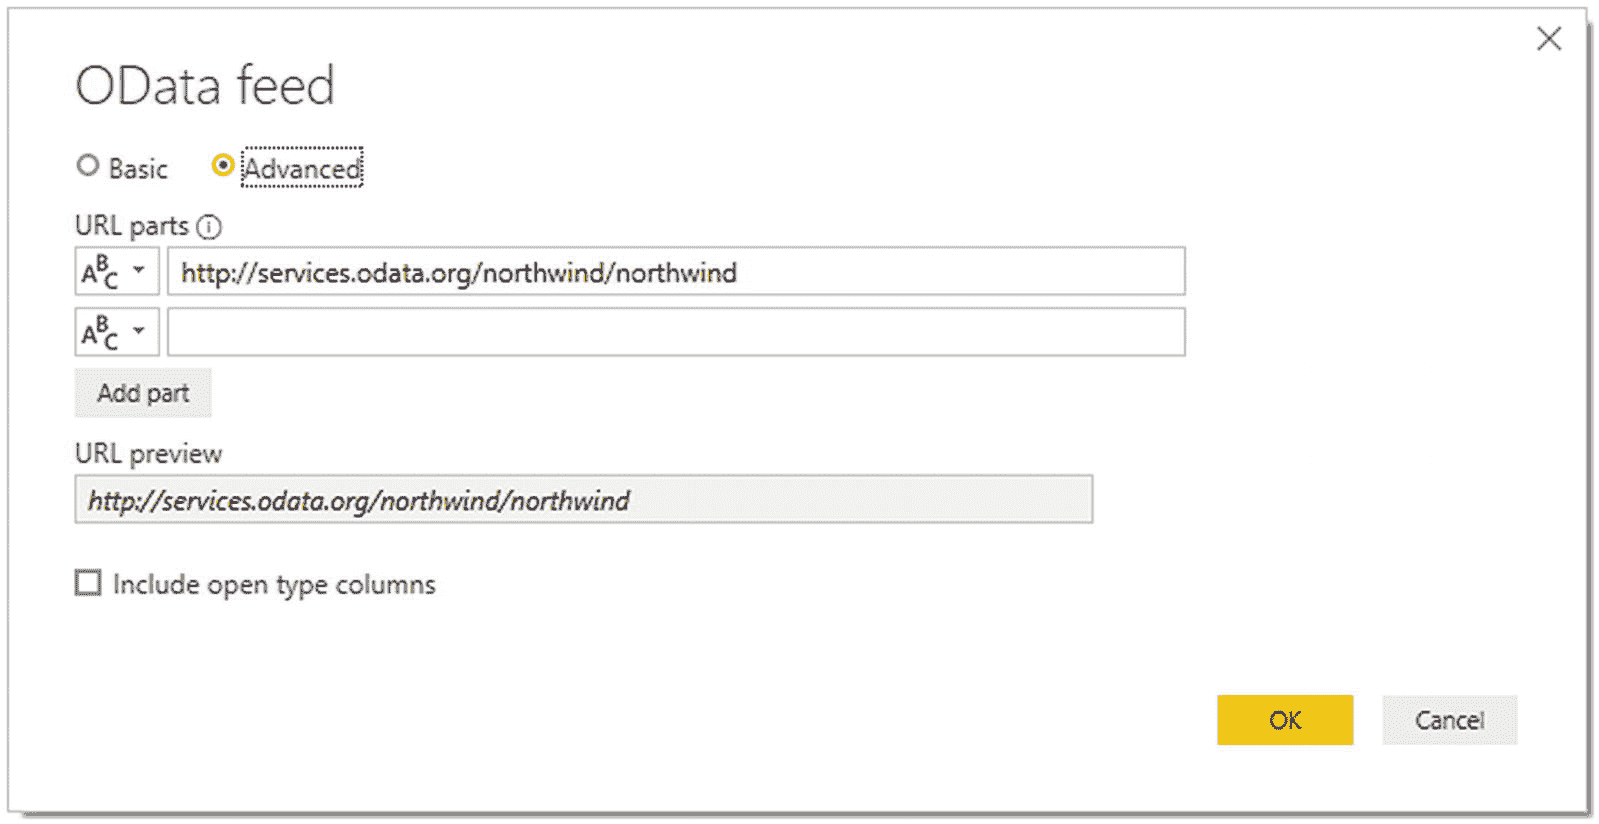 OData feed
Basic Advanced
URL parts
ABC http://services.odata.org/northwind/northwind
ABC
Add part
URL preview
http://services.odata.org/northwind/northwind
Include open type columns
OK Cancel